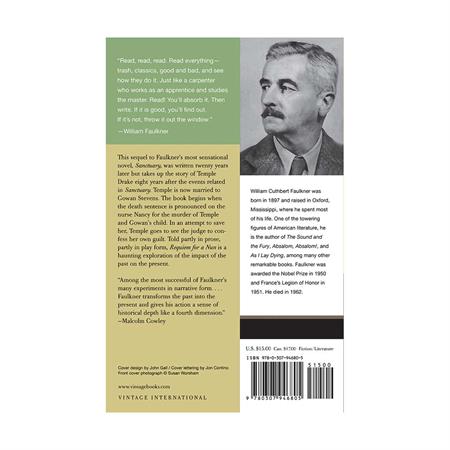 "Read, read, read. Read everything—
trash, classics, good and bad, and see
how they do it. Just like a carpenter
who works as an apprentice and studies
the master. Read! You'll absorb it. Then
write. If it is good, you'll find out.
If it's not, throw it out the window."
—William Faulkner
This sequel to Faulkner's most sensational
novel, Sanctuary, was written twenty years
later but takes up the story of Temple
Drake eight years after the events related
in Sanctuary. Temple is now married to
Gowan Stevens. The book begins when
the death sentence is pronounced on the
nurse Nancy for the murder of Temple
and Gowan's child. In an attempt to save
her, Temple goes to see the judge to con-
fess her own guilt. Told partly in prose,
partly in play form, Requiem for a Nun is
a haunting exploration of the impact of the
past on the present.
"Among the most successful of Faulkner's
many experiments in narrative form. . . .
Faulkner transforms the past into the
present and gives his action a sense of
historical depth like a fourth dimension."
—Malcolm Cowley
Cover design by John Gall / Cover lettering by Jon Contino
Front cover photograph © Susan Worsham
www.vintagebooks.com
VINTAGE INTERNATIONAL
William Cuthbert Faulkner was
born in 1897 and raised in Oxford,
Mississippi, where he spent most
of his life. One of the towering
figures of American literature, he
is the author of The Sound and
the Fury, Absalom, Absalom!, and
As I Lay Dying, among many
other remarkable books. Faulkner
was awarded the Nobel Prize in 1950
and France's Legion of Honor in
1951. He died in 1962.
U.S. $15.00 Can. $17.00 Fiction/Literature
ISBN 978-0-307-94680-5
51500
9 780307 946805